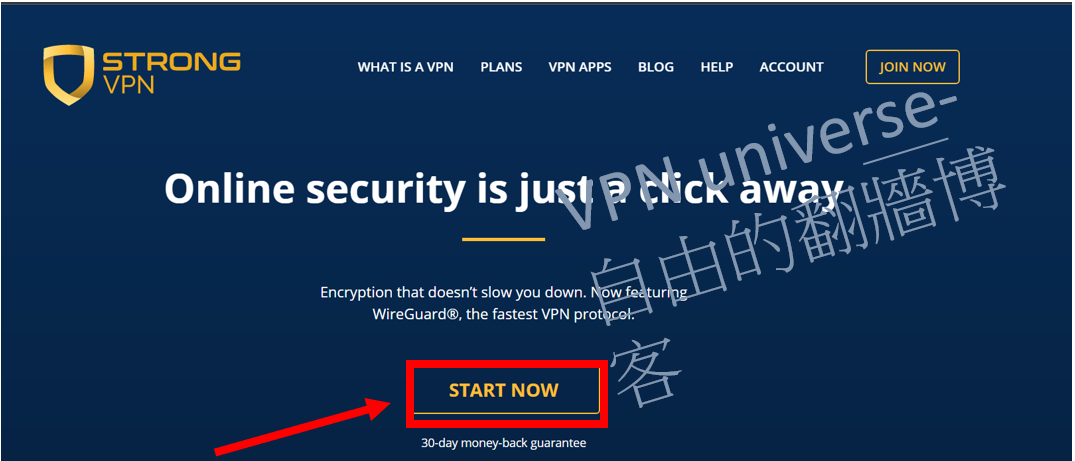 STRONG
VPN
WHAT IS A VPN PLANS VPN APPS BLOG HELP ACCOUNT JOIN NOW
Online security is just a click away
VPN universe-
自由的翻牆博
客
Encryption that doesn't slow you down. Now featuring
WireGuard®, the fastest VPN protocol.
START NOW
30-day money-back guarantee